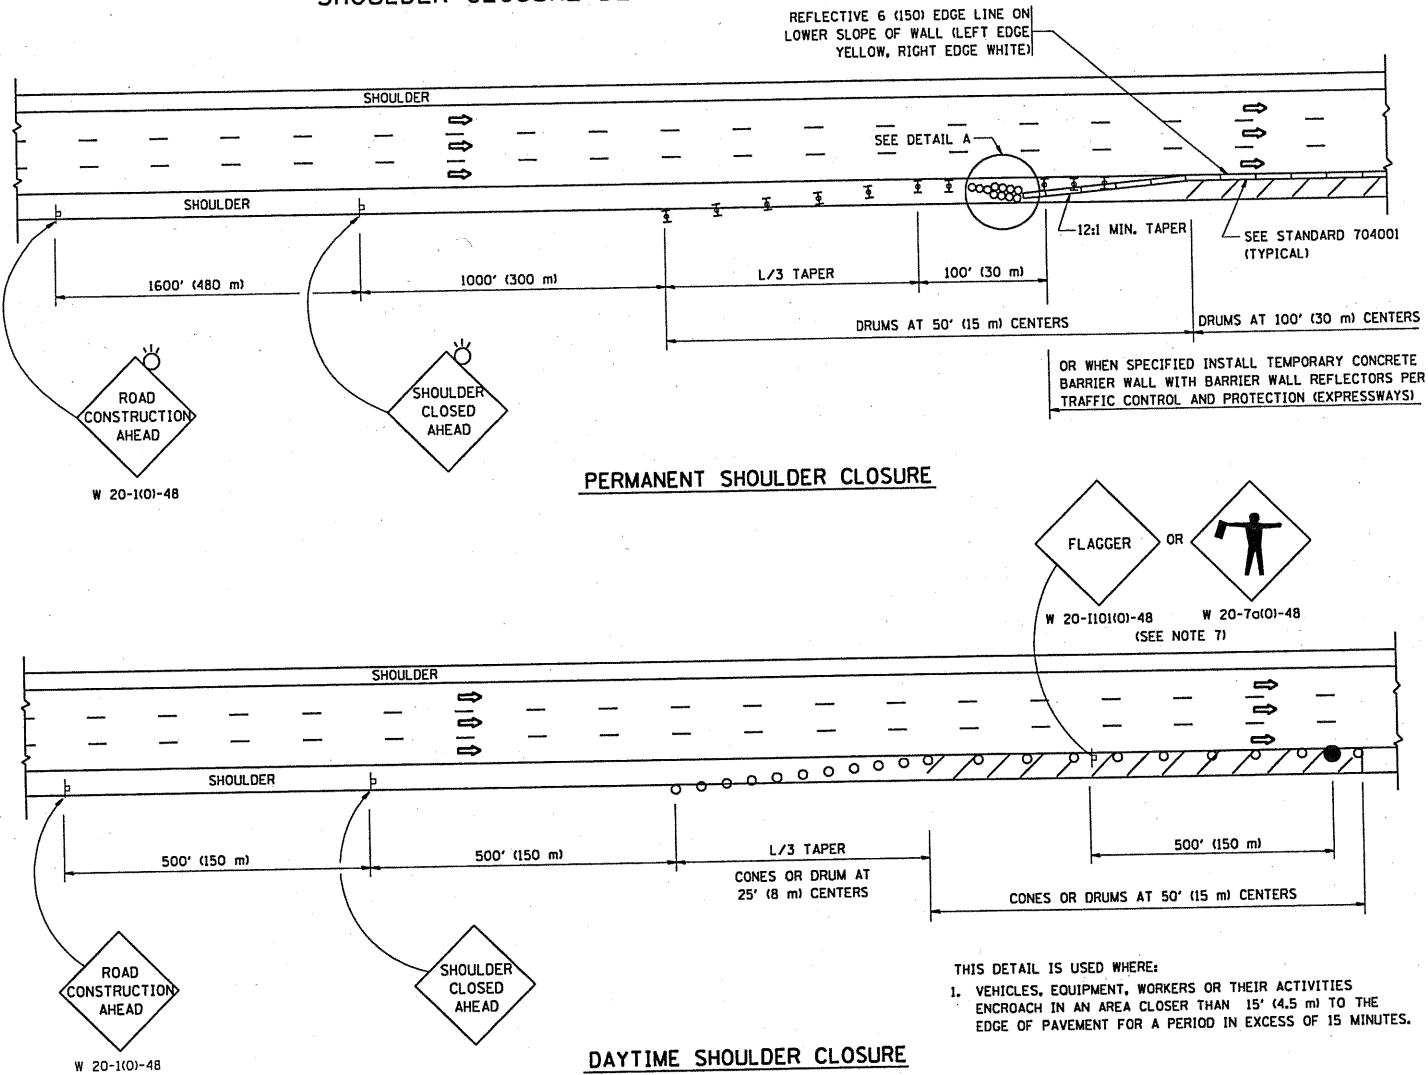 REFLECTIVE 6 (150) EDGE LINE ON
LOWER SLOPE OF WALL (LEFT EDGE
YELLOW, RIGHT EDGE WHITE)
SHOULDER
SEE DETAIL A
SHOULDER
12:1 MIN. TAPER
SEE STANDARD 704001
(TYPICAL)
1600' (480 m)
1000' (300 m)
L/3 TAPER
100' (30 m)
DRUMS AT 50' (15 m) CENTERS
DRUMS AT 100' (30 m) CENTERS
OR WHEN SPECIFIED INSTALL TEMPORARY CONCRETE
BARRIER WALL WITH BARRIER WALL REFLECTORS PER
TRAFFIC CONTROL AND PROTECTION (EXPRESSWAYS)
ROAD
CONSTRUCTION
AHEAD
W 20-1(O)-48
SHOULDER
CLOSED
AHEAD
PERMANENT SHOULDER CLOSURE
FLAGGER
OR
W 20-I101(O)-48
W 20-7a(O)-48
(SEE NOTE 7)
SHOULDER
SHOULDER
500' (150 m)
500' (150 m)
L/3 TAPER
CONES OR DRUM AT
25' (8 m) CENTERS
500' (150 m)
CONES OR DRUMS AT 50' (15 m) CENTERS
ROAD
CONSTRUCTION
AHEAD
W 20-1(O)-48
SHOULDER
CLOSED
AHEAD
THIS DETAIL IS USED WHERE:
1. VEHICLES, EQUIPMENT, WORKERS OR THEIR ACTIVITIES
ENCROACH IN AN AREA CLOSER THAN 15' (4.5 m) TO THE
EDGE OF PAVEMENT FOR A PERIOD IN EXCESS OF 15 MINUTES.
DAYTIME SHOULDER CLOSURE